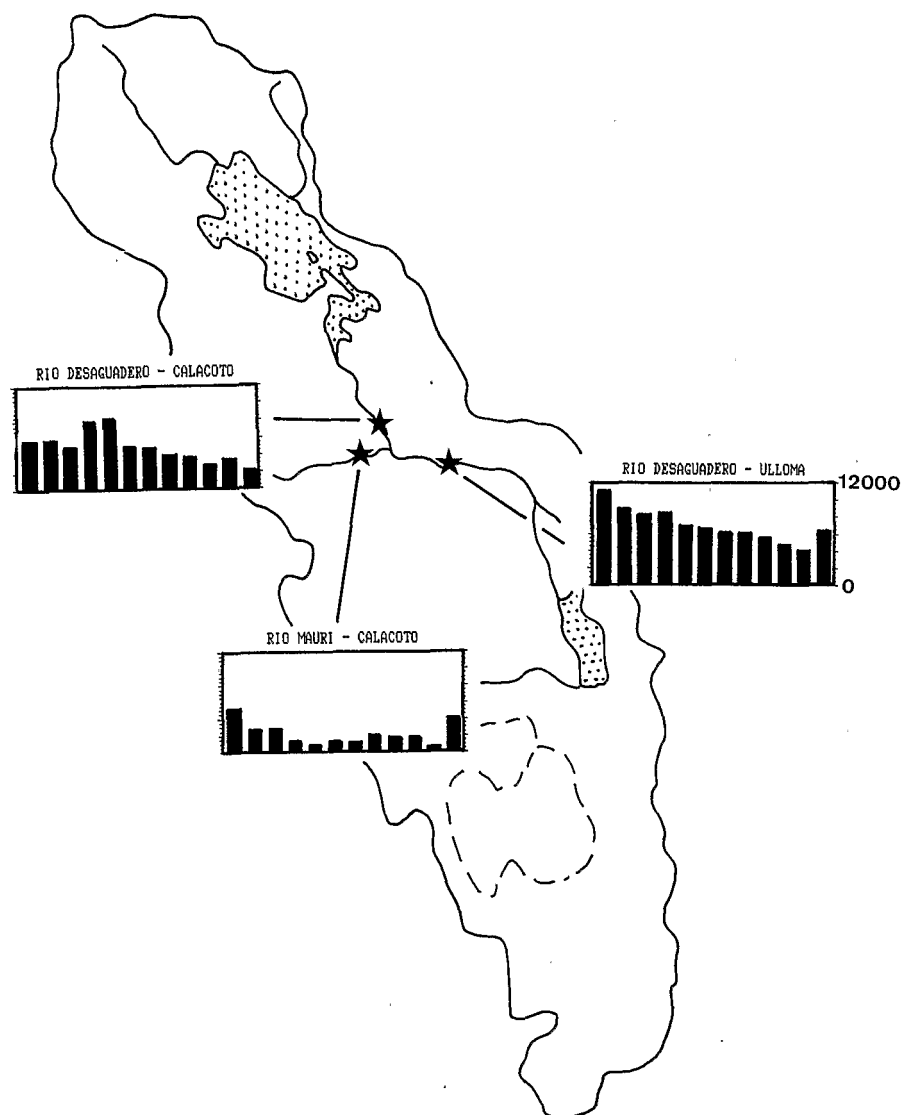 RIO DESAGUADERO - CALACOTO
RIO DESAGUADERO - ULLOMA
12000
0
RIO MAURI - CALACOTO